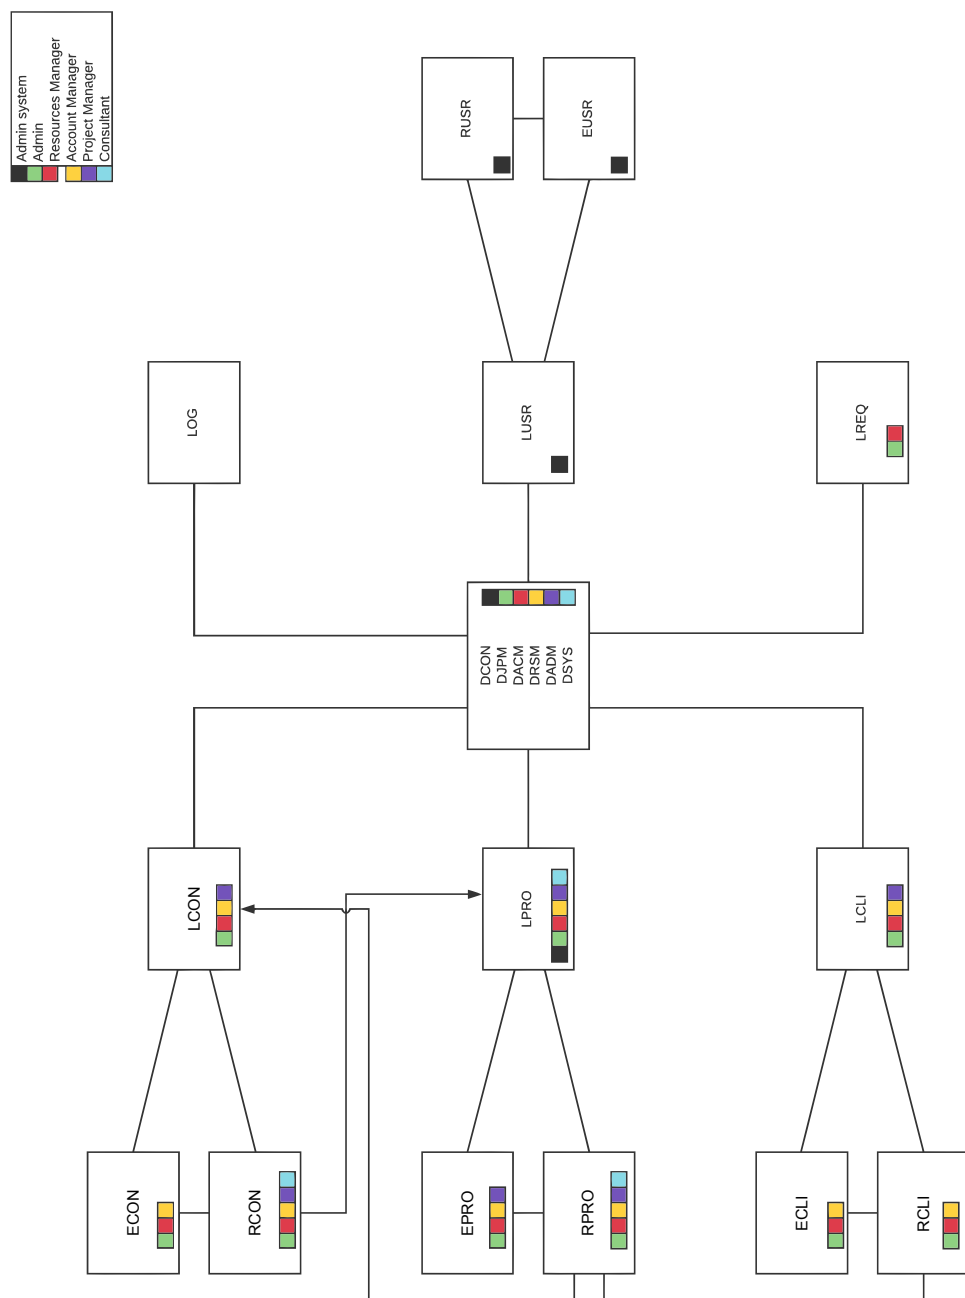 Admin system
Admin
Resources Manager
Account Manager
Project Manager
Consultant
RUSR
EUSR
LOG
LUSR
LREQ
DCON
DJPM
DACM
DRSM
DADM
DSYS
LCON
LPRO
LCLI
ECON
RCON
EPRO
RPRO
ECLI
RCLI